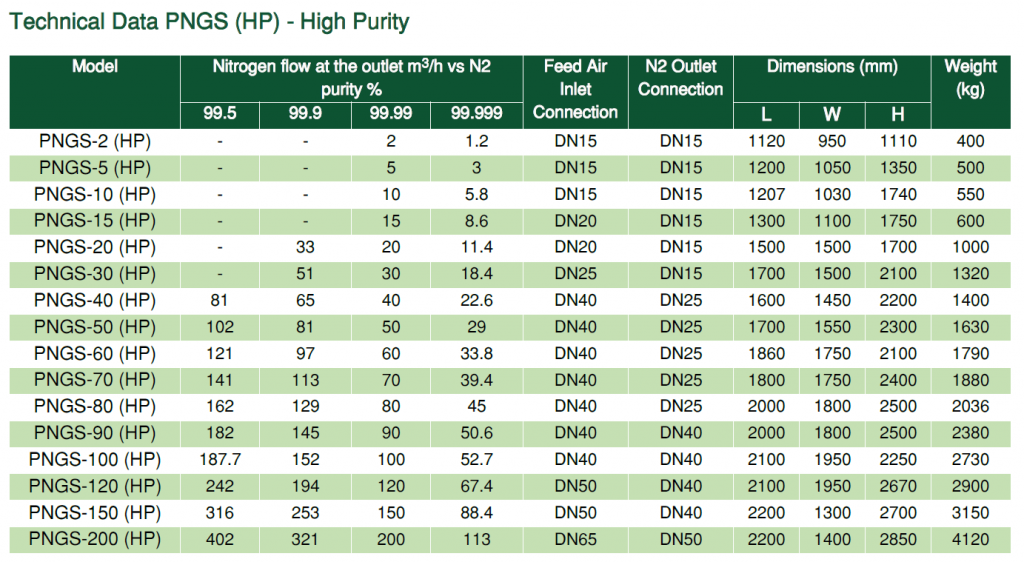 Technical Data PNGS (HP) - High Purity
Model Nitrogen flow at the outlet m³/h vs N2 purity % Feed Air Inlet Connection N2 Outlet Connection Dimensions (mm) Weight (kg)
99.5 99.9 99.99 99.999 L W H
PNGS-2 (HP) - - 2 1.2 DN15 DN15 1120 950 1110 400
PNGS-5 (HP) - - 5 3 DN15 DN15 1200 1050 1350 500
PNGS-10 (HP) - - 10 5.8 DN15 DN15 1207 1030 1740 550
PNGS-15 (HP) - - 15 8.6 DN20 DN15 1300 1100 1750 600
PNGS-20 (HP) - 33 20 11.4 DN20 DN15 1500 1500 1700 1000
PNGS-30 (HP) - 51 30 18.4 DN25 DN15 1700 1500 2100 1320
PNGS-40 (HP) 81 65 40 22.6 DN40 DN25 1600 1450 2200 1400
PNGS-50 (HP) 102 81 50 29 DN40 DN25 1700 1550 2300 1630
PNGS-60 (HP) 121 97 60 33.8 DN40 DN25 1860 1750 2100 1790
PNGS-70 (HP) 141 113 70 39.4 DN40 DN25 1800 1750 2400 1880
PNGS-80 (HP) 162 129 80 45 DN40 DN25 2000 1800 2500 2036
PNGS-90 (HP) 182 145 90 50.6 DN40 DN40 2000 1800 2500 2380
PNGS-100 (HP) 187.7 152 100 52.7 DN40 DN40 2100 1950 2250 2730
PNGS-120 (HP) 242 194 120 67.4 DN50 DN40 2100 1950 2670 2900
PNGS-150 (HP) 316 253 150 88.4 DN50 DN40 2200 1300 2700 3150
PNGS-200 (HP) 402 321 200 113 DN65 DN50 2200 1400 2850 4120